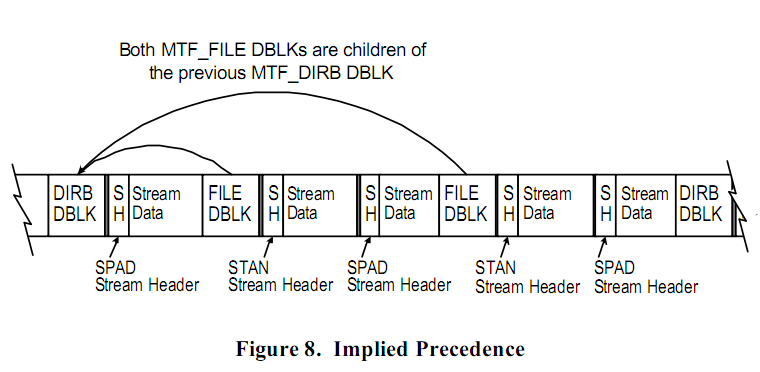 Both MTF_FILE DBLKs are children of
the previous MTF_DIRB DBLK
DIRB S Stream FILE S Stream S Stream FILE S Stream S Stream DIRB
DBLK H Data DBLK H Data H Data DBLK H Data H Data DBLK
SPAD STAN SPAD STAN SPAD
Stream Header Stream Header Stream Header Stream Header Stream Header
Figure 8. Implied Precedence